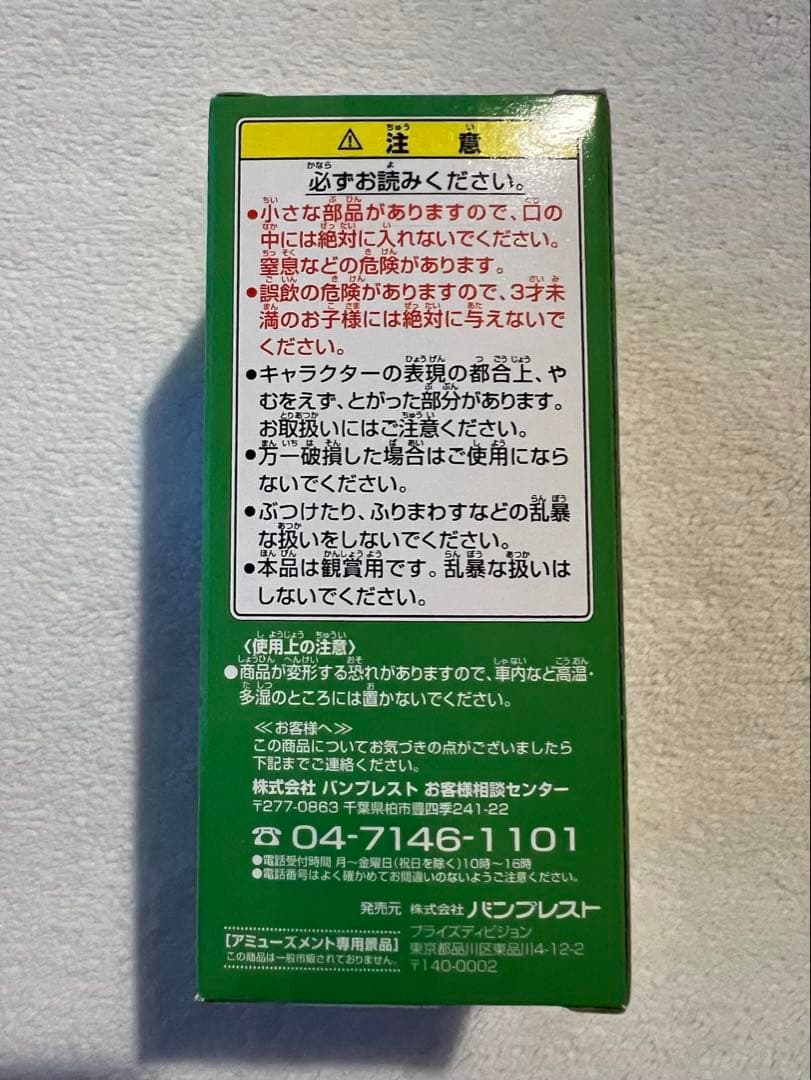 ⚠ 注意
必ずお読みください。
●小さな部品がありますので、口の
中には絶対に入れないでください。
窒息などの危険があります。
●誤飲の危険がありますので、3才未
満のお子様には絶対に与えないで
ください。
●キャラクターの表現の都合上、や
むをえず、とがった部分があります。
お取扱いにはご注意ください。
●万一破損した場合はご使用になら
ないでください。
●ぶつけたり、ふりまわすなどの乱暴
な扱いをしないでください。
●本品は観賞用です。乱暴な扱いは
しないでください。
〈使用上の注意〉
●商品が変形する恐れがありますので、車内など高温・
多湿のところには置かないでください。
≪お客様へ≫
この商品についてお気づきの点がございましたら
下記までご連絡ください。
株式会社 バンプレスト お客様相談センター
〒277-0863 千葉県柏市豊四季241-22
☎ 04-7146-1101
●電話受付時間 月～金曜日(祝日を除く)10時～16時
●電話番号はよく確かめてお間違いのないようご注意ください。
発売元 株式会社 バンプレスト
プライズディビジョン
東京都品川区東品川4-12-2
〒140-0002
[アミューズメント専用景品]
この商品は一般市販されておりません。